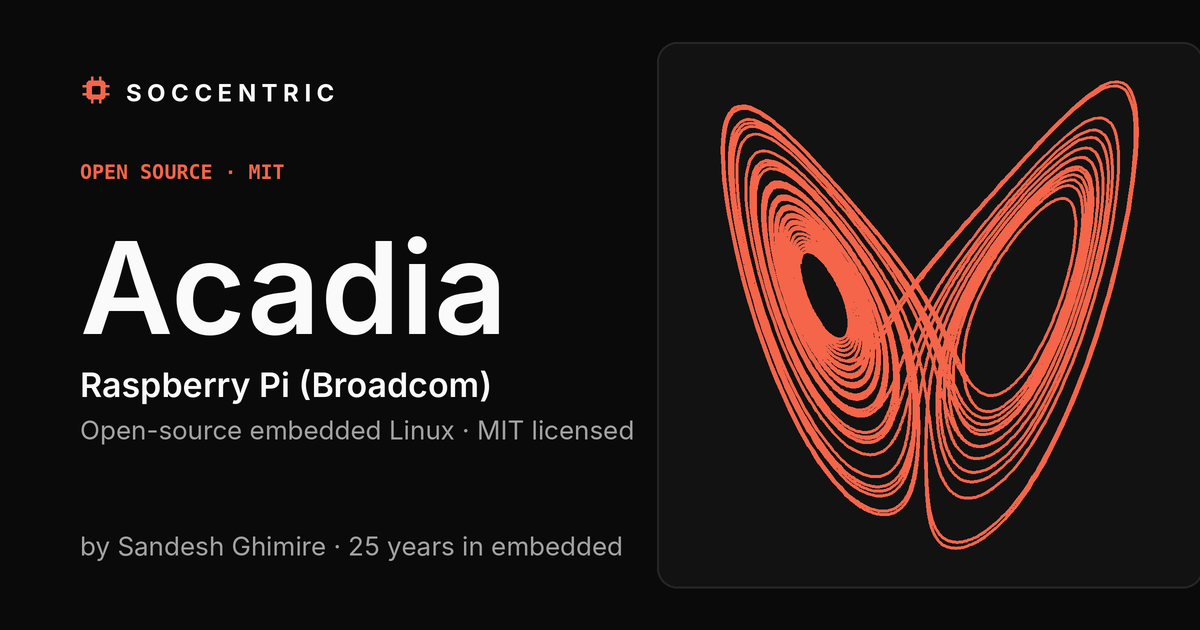 SOCCENTRIC
OPEN SOURCE · MIT
Acadia
Raspberry Pi (Broadcom)
Open-source embedded Linux · MIT licensed
by Sandesh Ghimire · 25 years in embedded